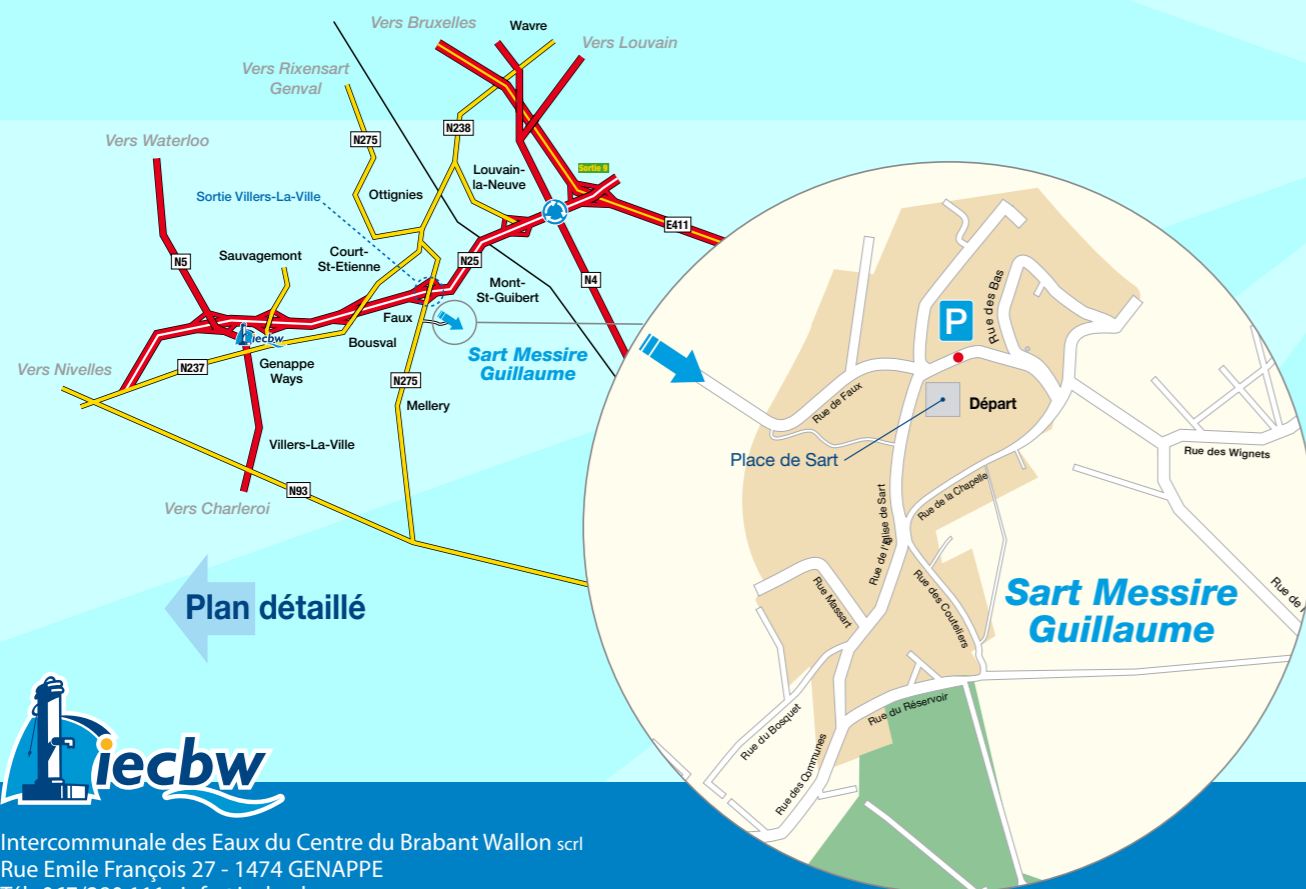 Vers Bruxelles
Wavre
Vers Louvain
Vers Rixensart
Genval
N275
N238
Vers Waterloo
Sortie 9
Louvain-
la-Neuve
Sortie Villers-La-Ville
Ottignies
E411
N5
Sauvagemont
Court-
St-Etienne
N25
Mont-
St-Guibert
N4
Faux
iecbw
Bousval
Sart Messire
Guillaume
Vers Nivelles
N237
Genappe
Ways
N275
Mellery
Villers-La-Ville
N93
Vers Charleroi
P
Rue des Bas
Rue de Faux
Départ
Place de Sart
Rue des Wignets
Rue de la Chapelle
Rue de l'Eglise de Sart
Rue Massart
Rue des Couteliers
Sart Messire
Guillaume
Rue de
Rue du Réservoir
Rue du Bosquet
Rue des Communes
Plan détaillé
iecbw
Intercommunale des Eaux du Centre du Brabant Wallon scrl
Rue Emile François 27 - 1474 GENAPPE